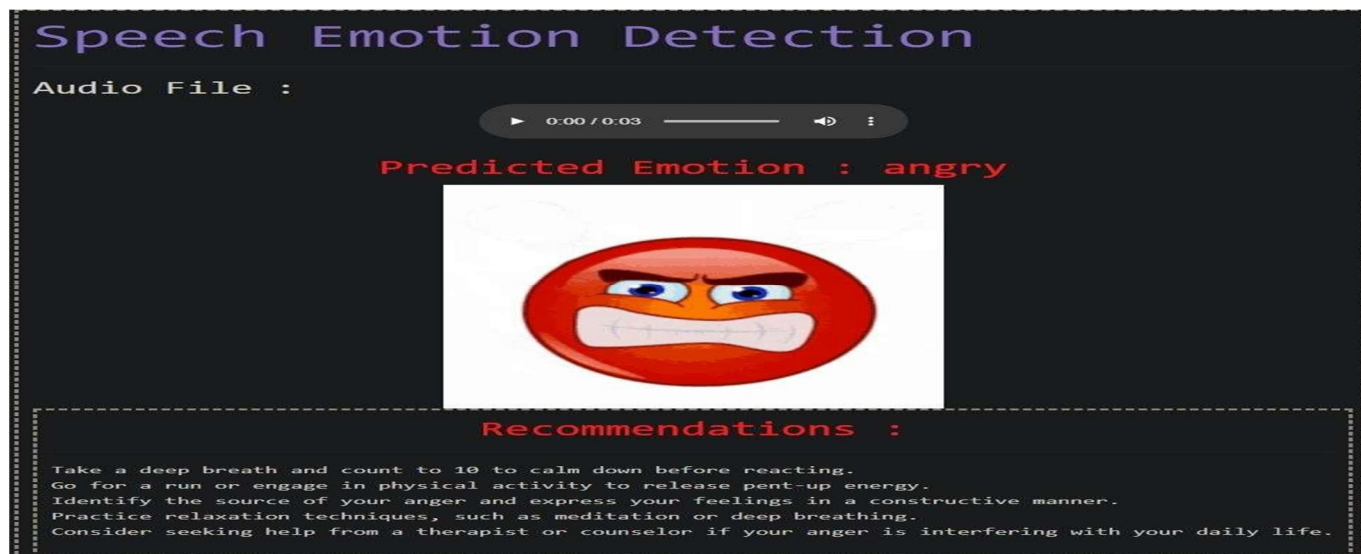 Speech Emotion Detection
Audio File :
0:00 / 0:03
Predicted Emotion : angry
Recommendations :
Take a deep breath and count to 10 to calm down before reacting.
Go for a run or engage in physical activity to release pent-up energy.
Identify the source of your anger and express your feelings in a constructive manner.
Practice relaxation techniques, such as meditation or deep breathing.
Consider seeking help from a therapist or counselor if your anger is interfering with your daily life.